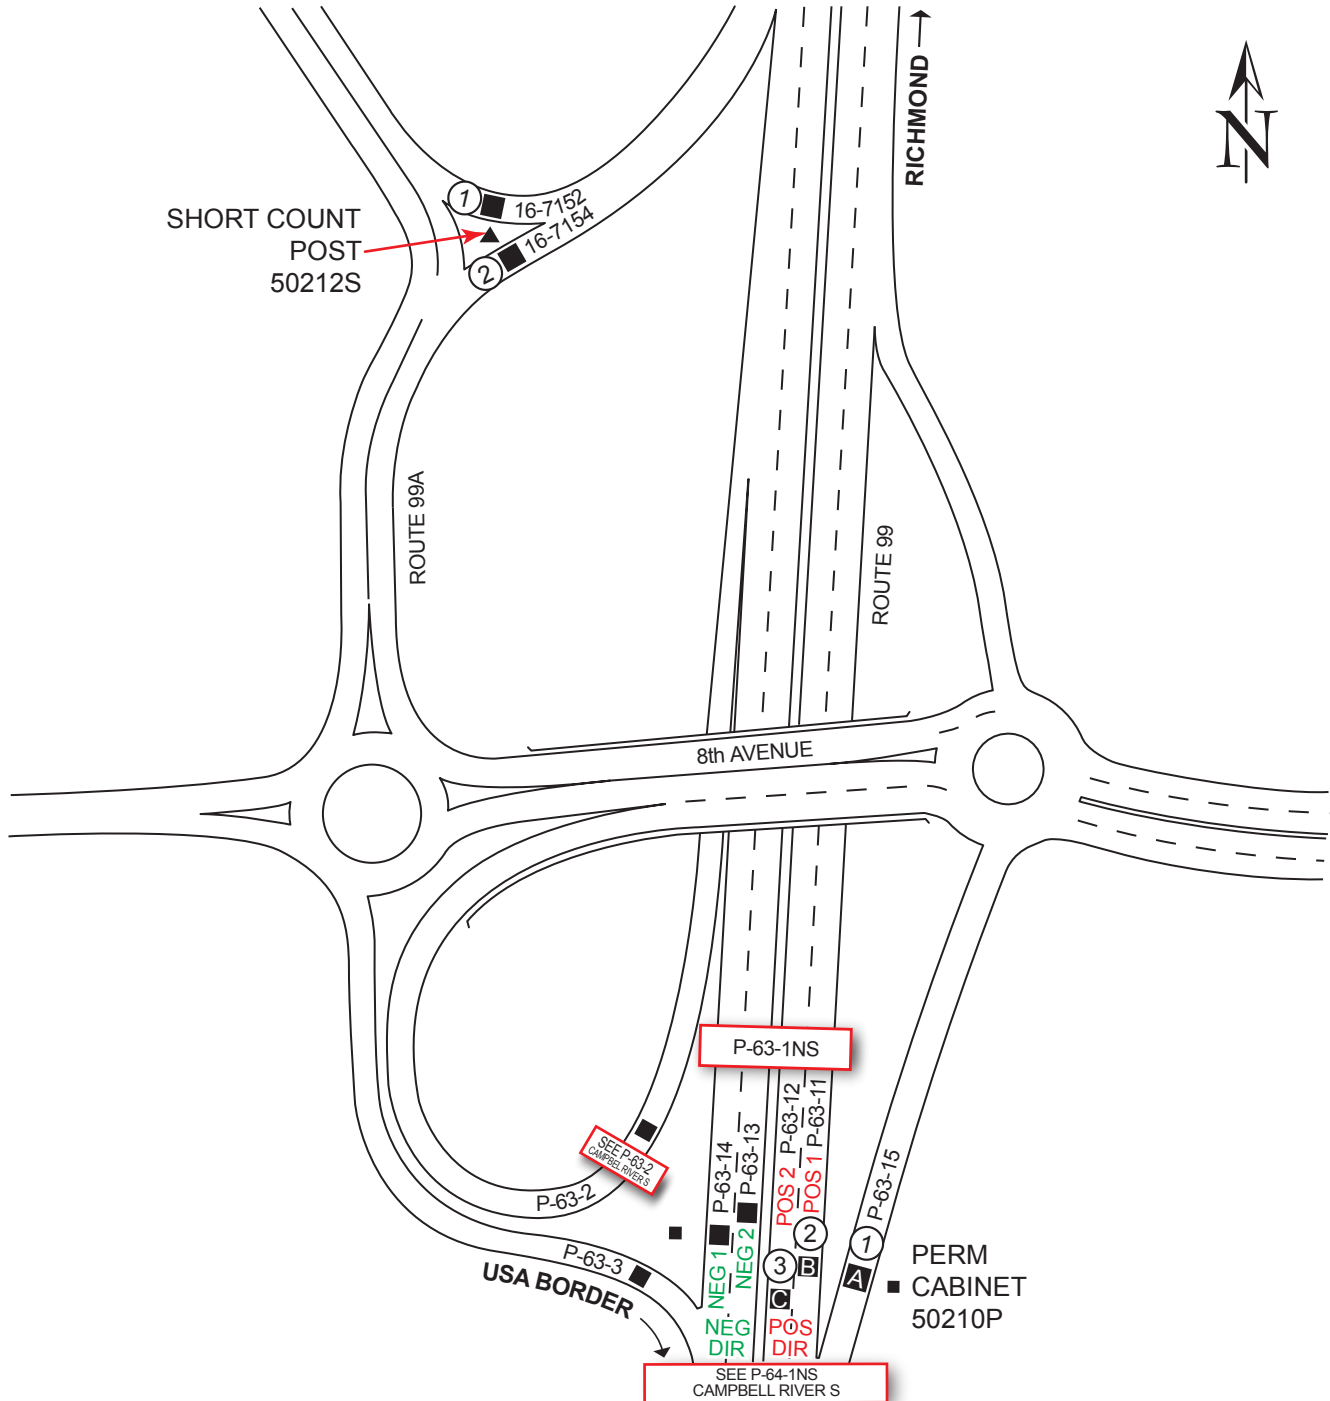 RICHMOND
N
1
16-7152
16-7154
2
SHORT COUNT
POST
50212S
ROUTE 99A
ROUTE 99
8th AVENUE
P-63-1NS
SEE P-63-2
CAMPBEL RIVER S
P-63-2
P-63-3
USA BORDER
P-63-14
P-63-13
P-63-12
P-63-11
P-63-15
NEG 1
NEG 2
POS 2
POS 1
2
3
1
B
C
A
NEG
DIR
POS
DIR
PERM
CABINET
50210P
SEE P-64-1NS
CAMPBELL RIVER S